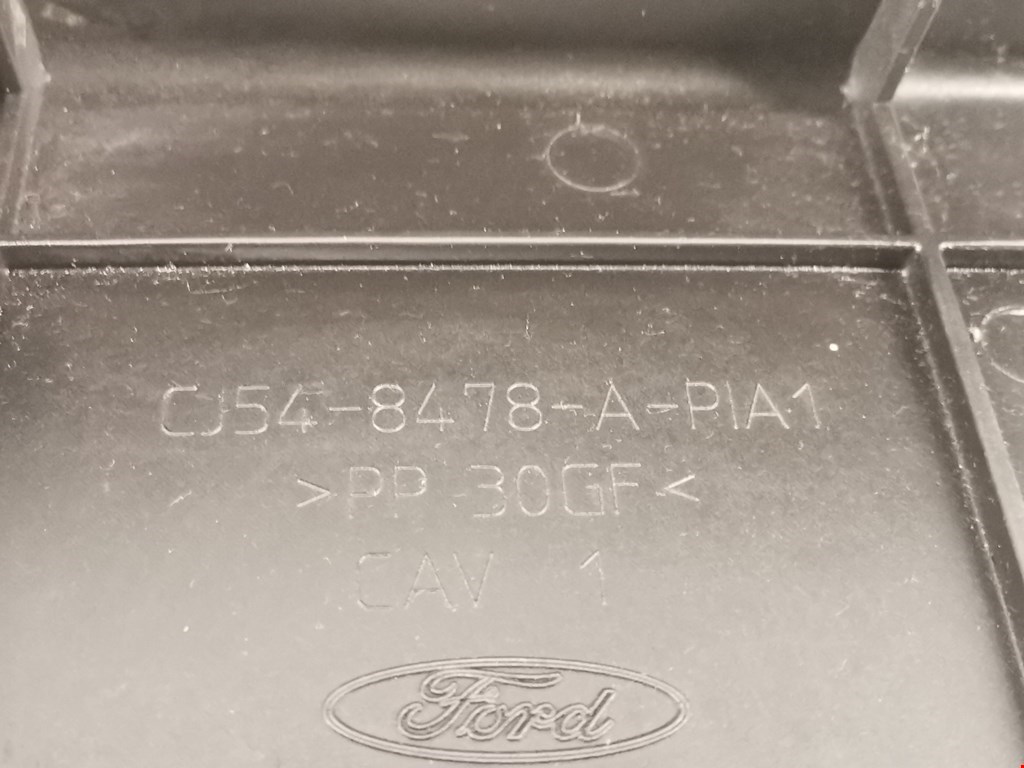 CJ54-8478-A-PIA1
>PP 30GF<
CAV 1
Ford